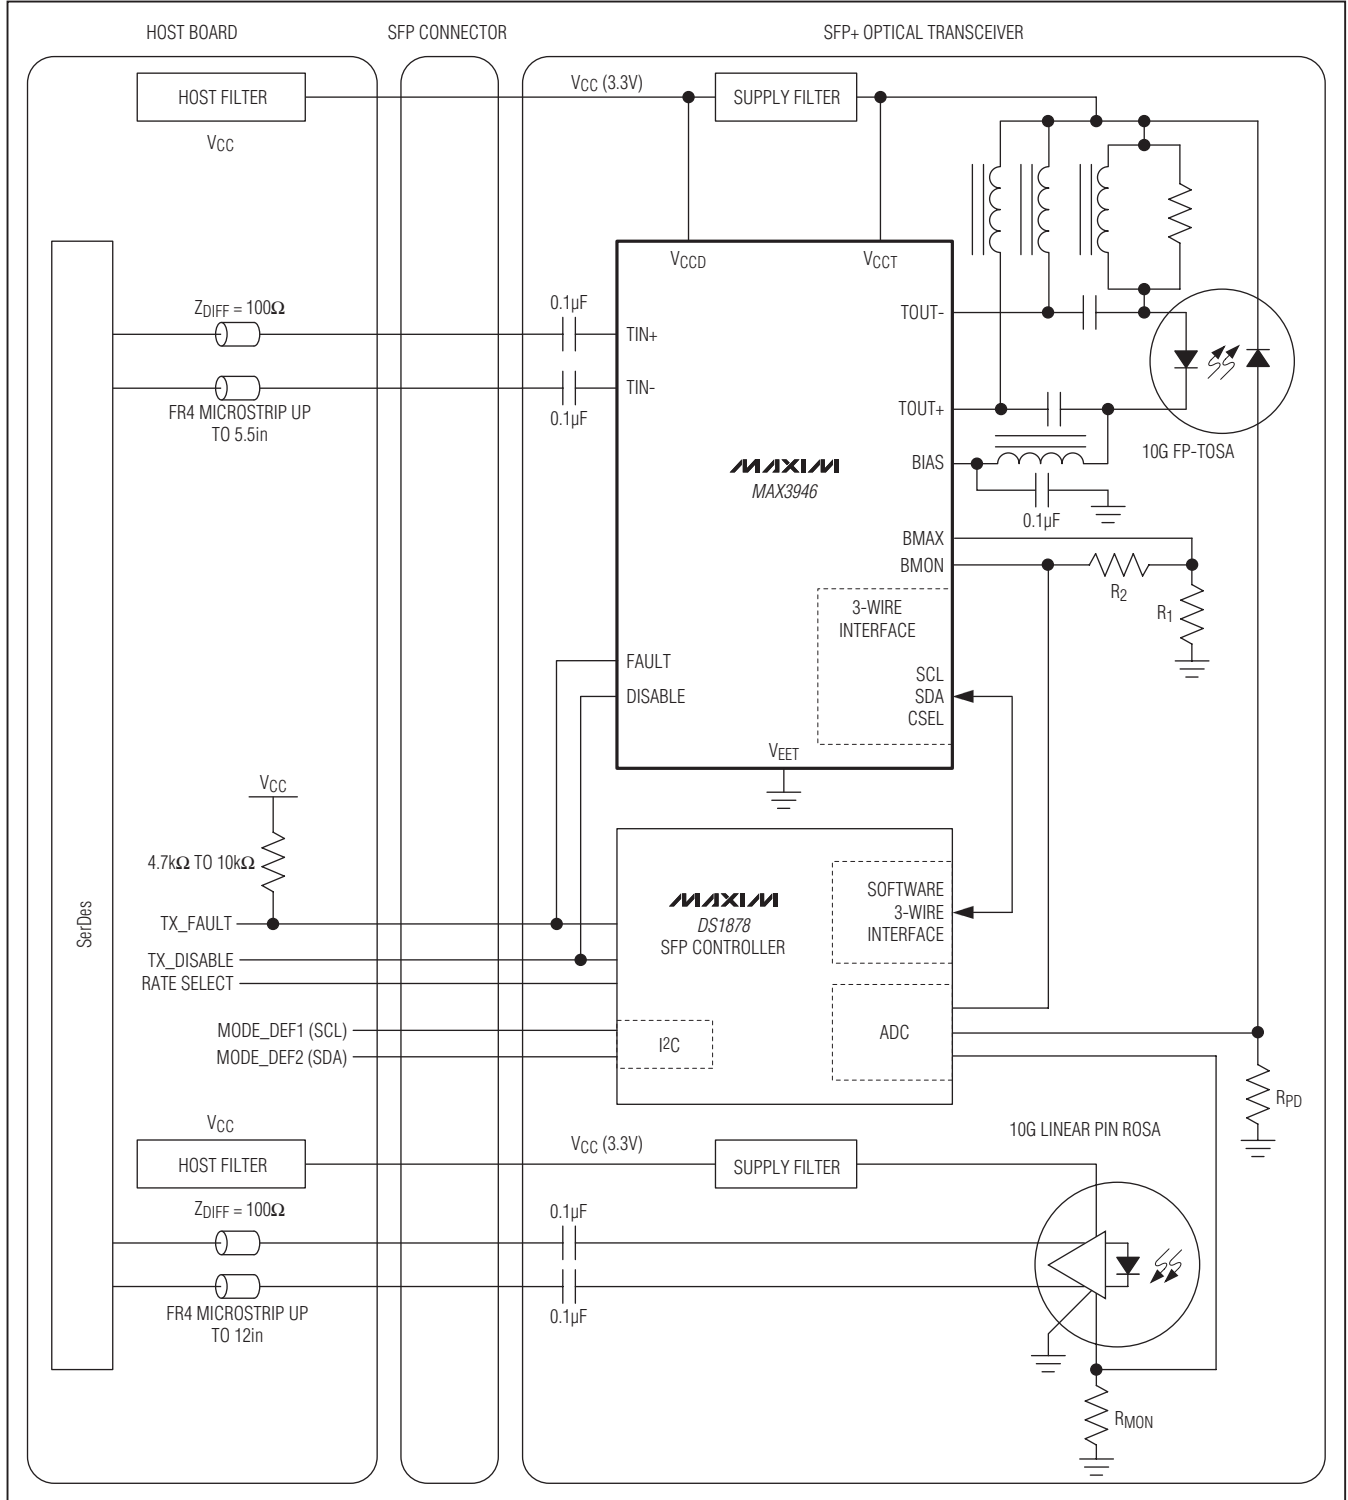 HOST BOARD
SFP CONNECTOR
SFP+ OPTICAL TRANSCEIVER
HOST FILTER
VCC
VCC (3.3V)
SUPPLY FILTER
VCCD
VCCT
ZDIFF = 100Ω
0.1µF
TIN+
TIN-
0.1µF
FR4 MICROSTRIP UP
TO 5.5in
TOUT-
TOUT+
BIAS
10G FP-TOSA
0.1µF
MAXIM
MAX3946
BMAX
BMON
R2
R1
3-WIRE
INTERFACE
SCL
SDA
CSEL
FAULT
DISABLE
VEET
VCC
4.7kΩ TO 10kΩ
SerDes
TX_FAULT
TX_DISABLE
RATE SELECT
MODE_DEF1 (SCL)
MODE_DEF2 (SDA)
MAXIM
DS1878
SFP CONTROLLER
SOFTWARE
3-WIRE
INTERFACE
I2C
ADC
RPD
VCC
HOST FILTER
VCC (3.3V)
SUPPLY FILTER
10G LINEAR PIN ROSA
ZDIFF = 100Ω
0.1µF
0.1µF
FR4 MICROSTRIP UP
TO 12in
RMON